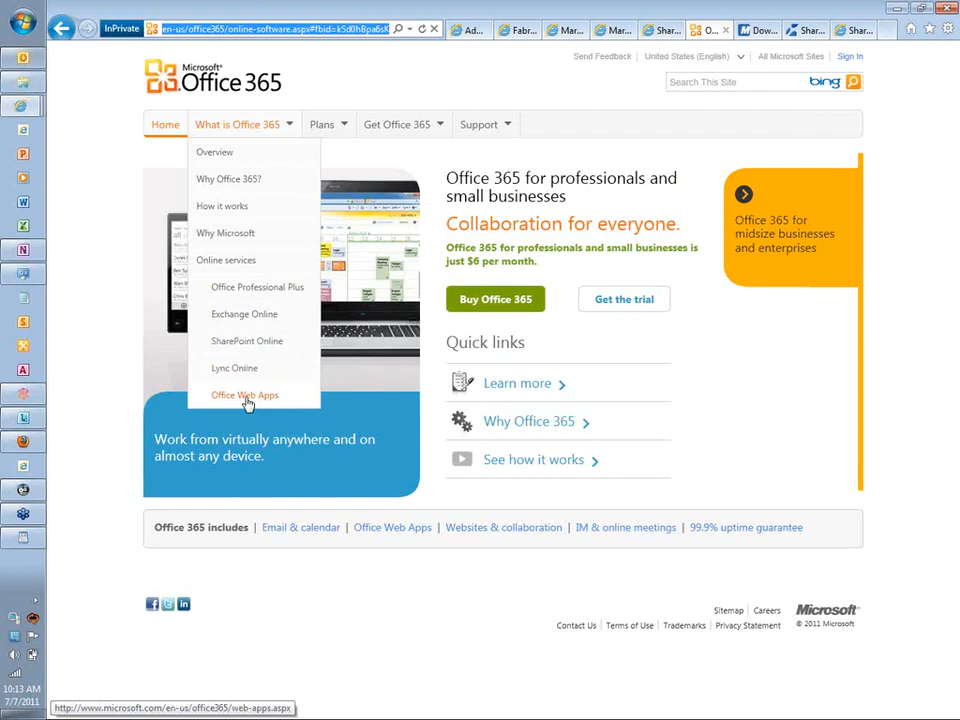 InPrivate
en-us/office365/online-software.aspx#fbid=kSd0hBpa6sK
Ad...
Fabr...
Mar...
Mar...
Shar...
O...
Dow...
Shar...
Shar...
Send Feedback
United States (English)
All Microsoft Sites
Sign In
Microsoft®
Office 365
Search This Site
bing
Home
What is Office 365
Plans
Get Office 365
Support
Overview
Why Office 365?
How it works
Why Microsoft
Online services
Office Professional Plus
Exchange Online
SharePoint Online
Lync Online
Office Web Apps
Work from virtually anywhere and on
almost any device.
Office 365 for professionals and
small businesses
Collaboration for everyone.
Office 365 for professionals and small businesses is
just $6 per month.
Buy Office 365
Get the trial
Quick links
Learn more
Why Office 365
See how it works
Office 365 for
midsize businesses
and enterprises
Office 365 includes | Email & calendar | Office Web Apps | Websites & collaboration | IM & online meetings | 99.9% uptime guarantee
Sitemap | Careers
Contact Us | Terms of Use | Trademarks | Privacy Statement
Microsoft®
© 2011 Microsoft
10:13 AM
7/7/2011
http://www.microsoft.com/en-us/office365/web-apps.aspx